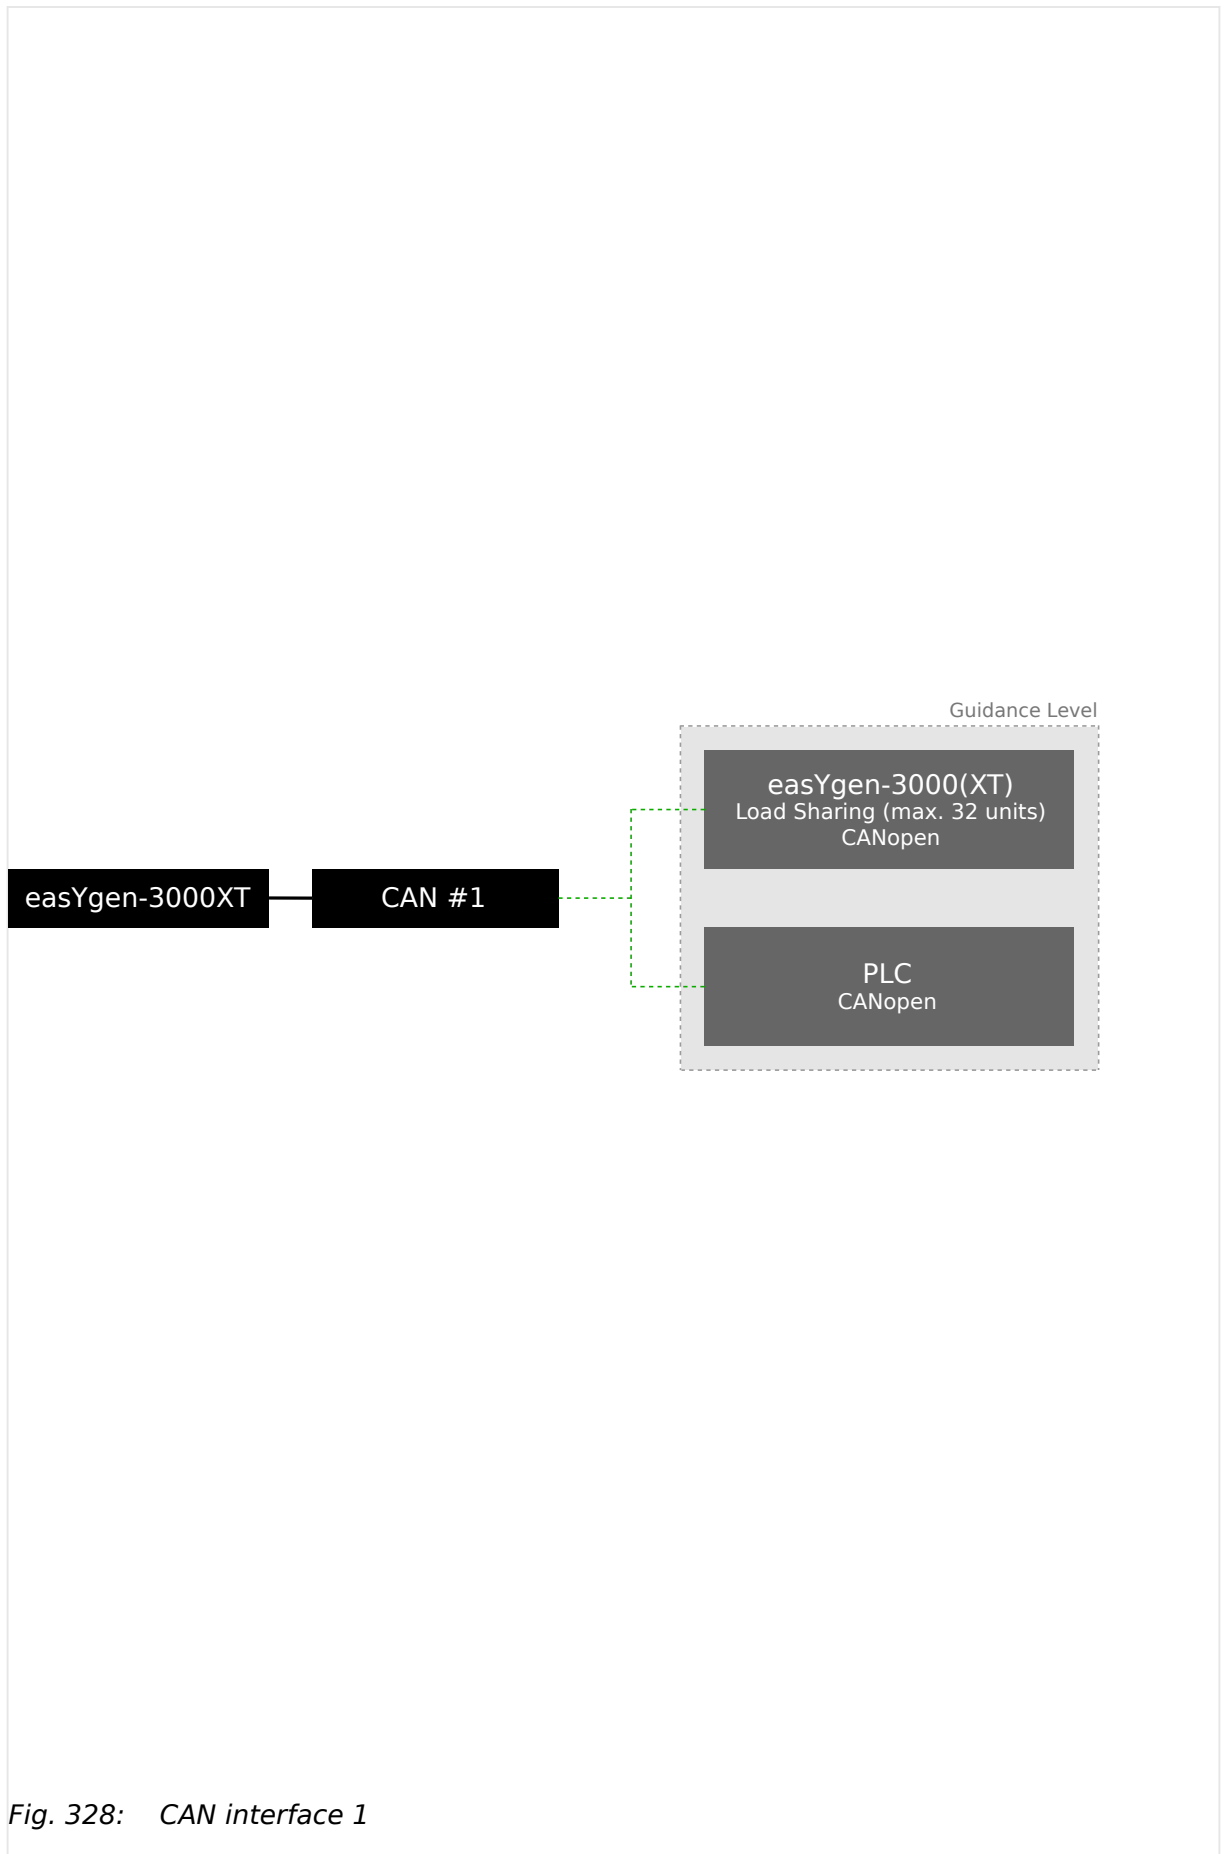 Guidance Level
easYgen-3000(XT)
Load Sharing (max. 32 units)
CANopen
easYgen-3000XT
CAN #1
PLC
CANopen
Fig. 328: CAN interface 1